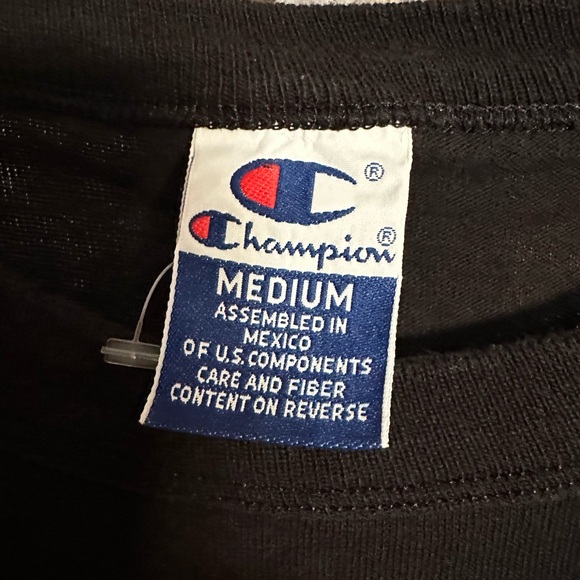 ®
Champion®
MEDIUM
ASSEMBLED IN
MEXICO
OF U.S. COMPONENTS
CARE AND FIBER
CONTENT ON REVERSE